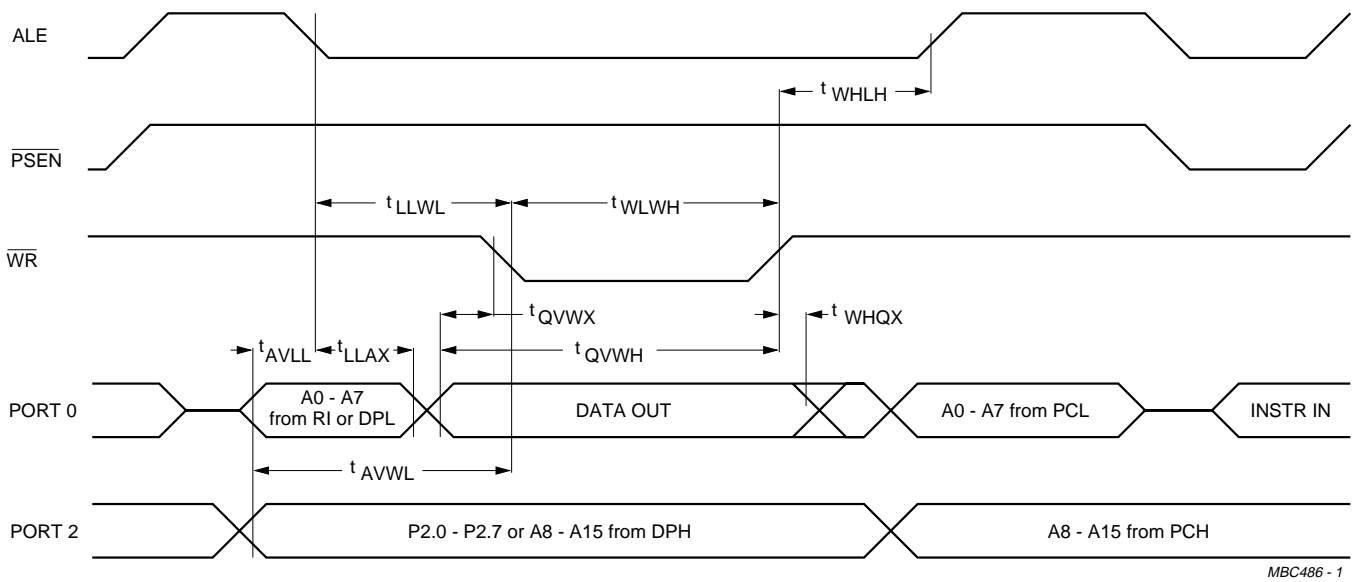 ALE
t WHLH
PSEN
t LLWL
t WLWH
WR
t QVWX
t WHQX
t AVLL
t LLAX
t QVWH
PORT 0
A0 - A7
from RI or DPL
DATA OUT
A0 - A7 from PCL
INSTR IN
t AVWL
PORT 2
P2.0 - P2.7 or A8 - A15 from DPH
A8 - A15 from PCH
MBC486 - 1